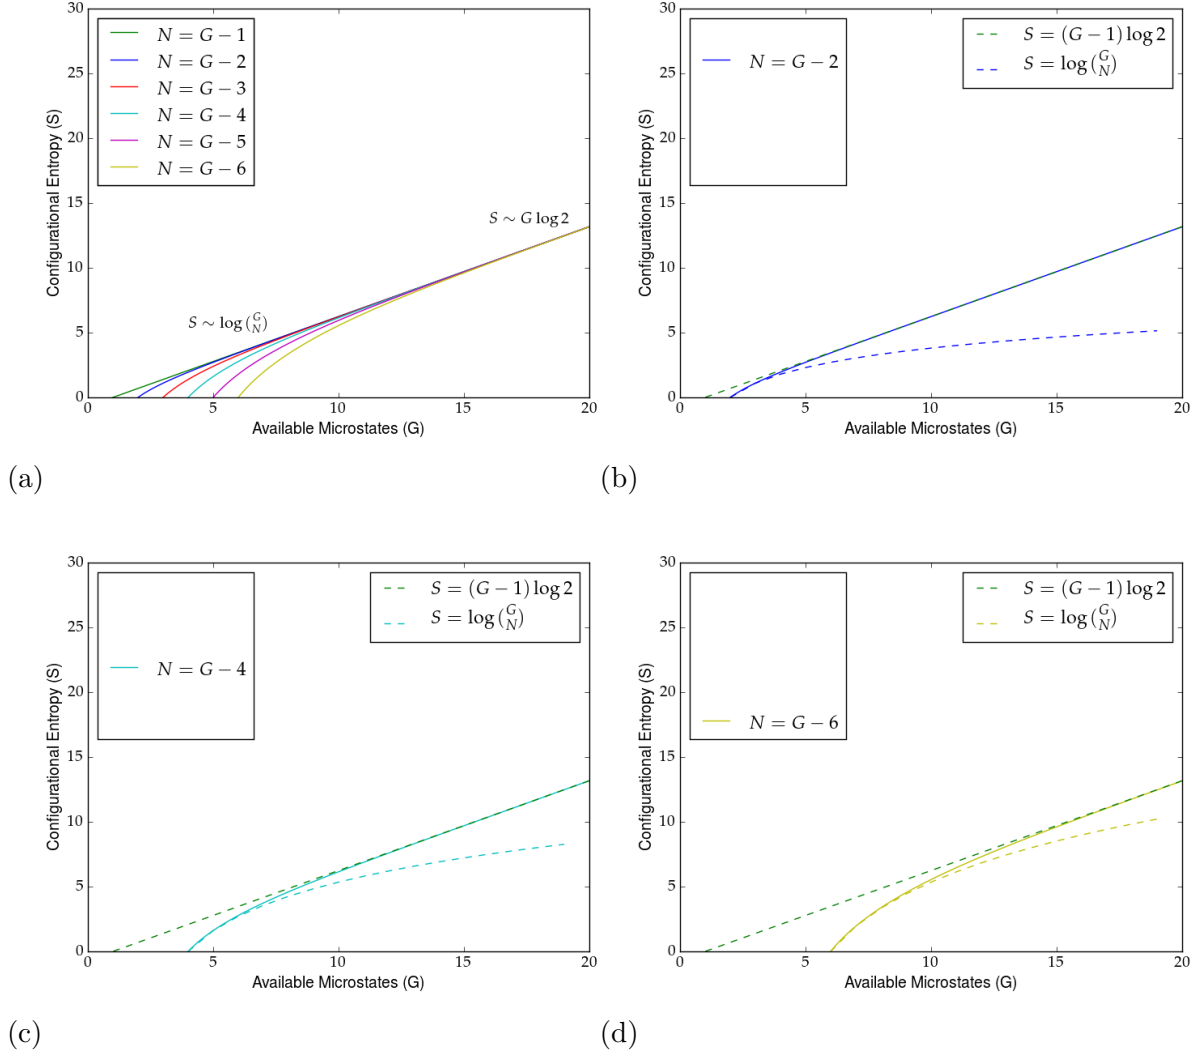 30
25
20
15
10
5
0
Configurational Entropy (S)
N = G − 1
N = G − 2
N = G − 3
N = G − 4
N = G − 5
N = G − 6
S ∼ G log 2
S ∼ log (G N)
0 5 10 15 20
Available Microstates (G)
(a)
30
25
20
15
10
5
0
Configurational Entropy (S)
N = G − 2
S = (G − 1) log 2
S = log (G N)
0 5 10 15 20
Available Microstates (G)
(b)
30
25
20
15
10
5
0
Configurational Entropy (S)
N = G − 4
S = (G − 1) log 2
S = log (G N)
0 5 10 15 20
Available Microstates (G)
(c)
30
25
20
15
10
5
0
Configurational Entropy (S)
N = G − 6
S = (G − 1) log 2
S = log (G N)
0 5 10 15 20
Available Microstates (G)
(d)